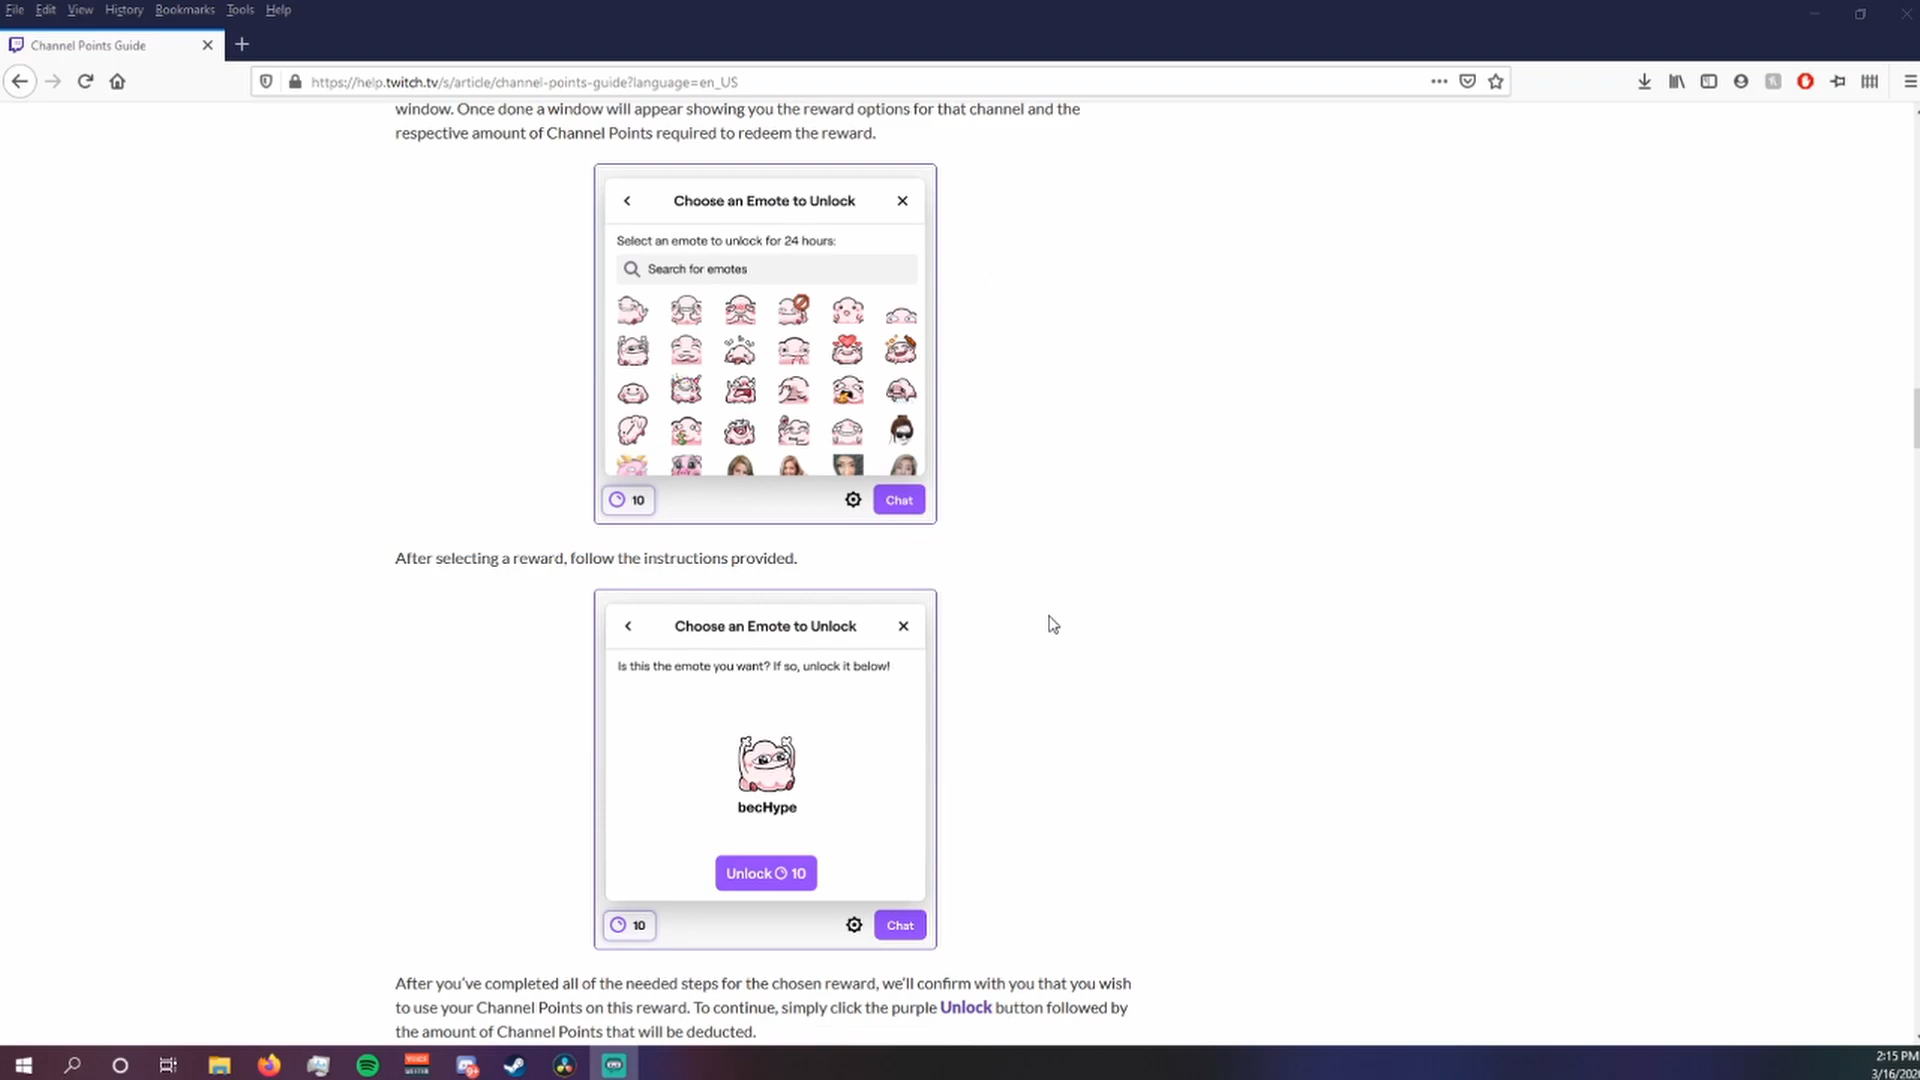 File Edit View History Bookmarks Tools Help
Channel Points Guide
https://help.twitch.tv/s/article/channel-points-guide?language=en_US
window. Once done a window will appear showing you the reward options for that channel and the
respective amount of Channel Points required to redeem the reward.
Choose an Emote to Unlock
Select an emote to unlock for 24 hours:
Search for emotes
10
Chat
After selecting a reward, follow the instructions provided.
Choose an Emote to Unlock
Is this the emote you want? If so, unlock it below!
becHype
Unlock 10
10
Chat
After you've completed all of the needed steps for the chosen reward, we'll confirm with you that you wish
to use your Channel Points on this reward. To continue, simply click the purple Unlock button followed by
the amount of Channel Points that will be deducted.
2:15 PM